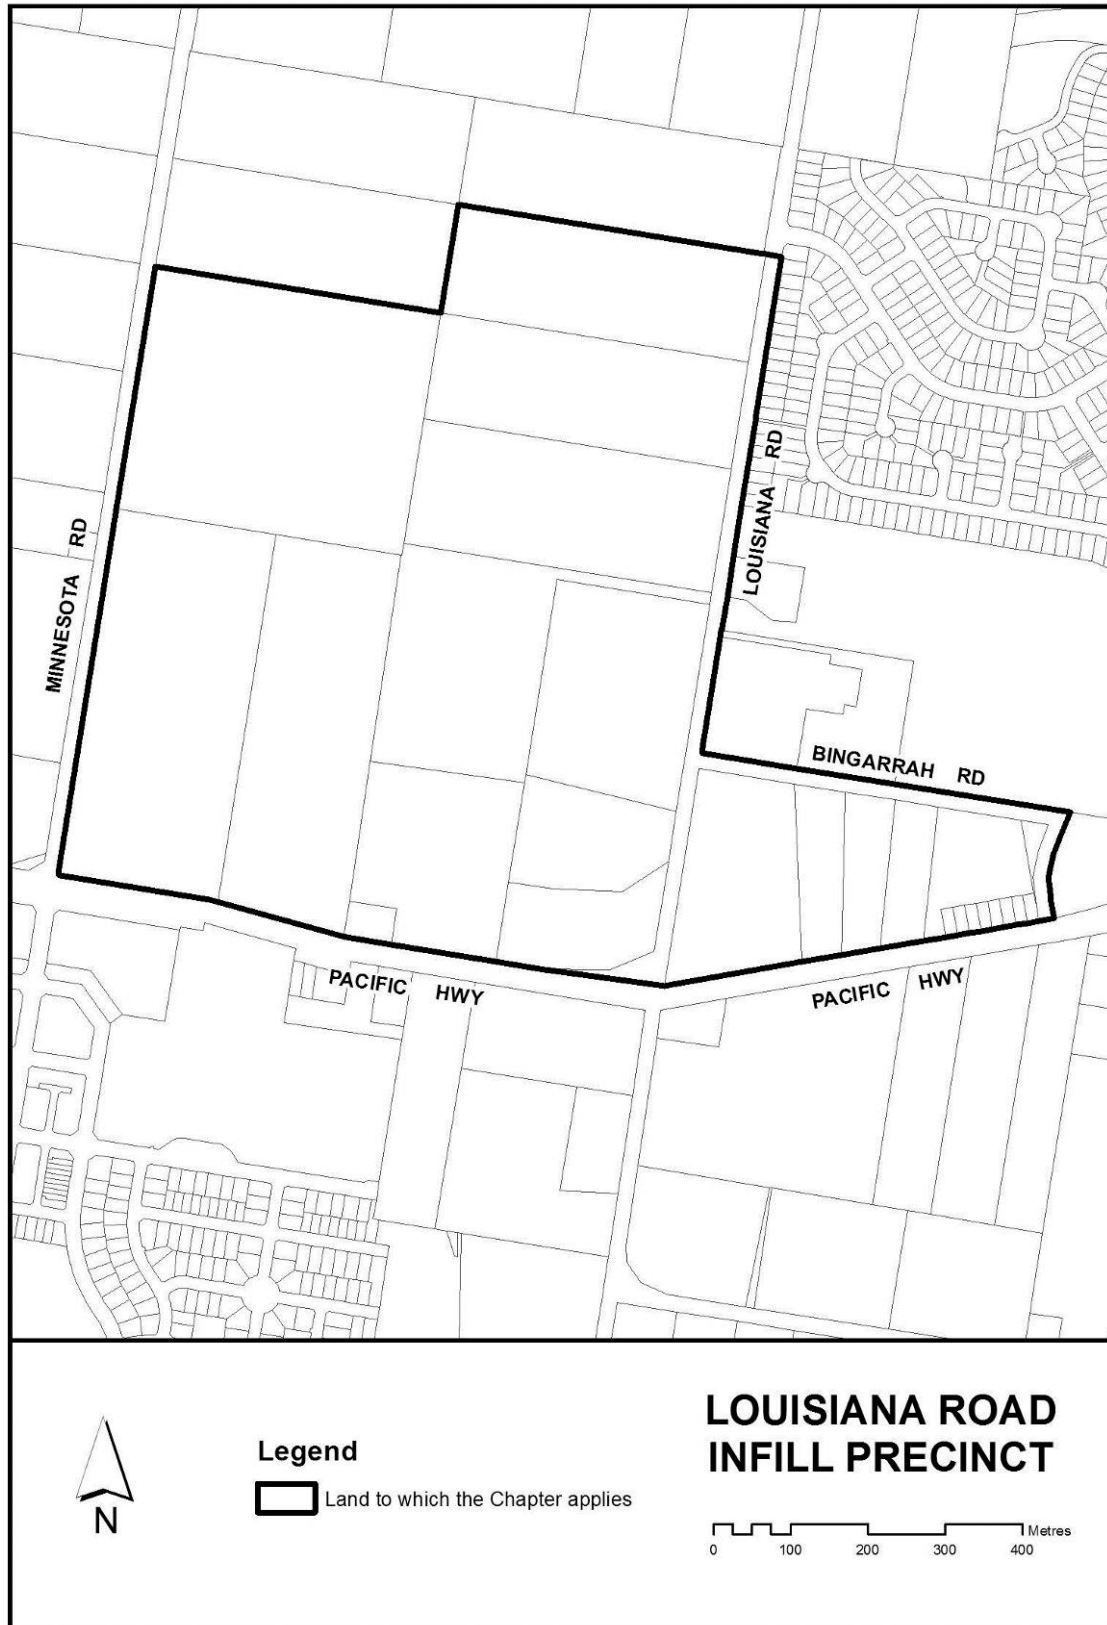 MINNESOTA RD
LOUISIANA RD
BINGARRAH RD
PACIFIC HWY
PACIFIC HWY
N
Legend
Land to which the Chapter applies
LOUISIANA ROAD
INFILL PRECINCT
Metres
0 100 200 300 400